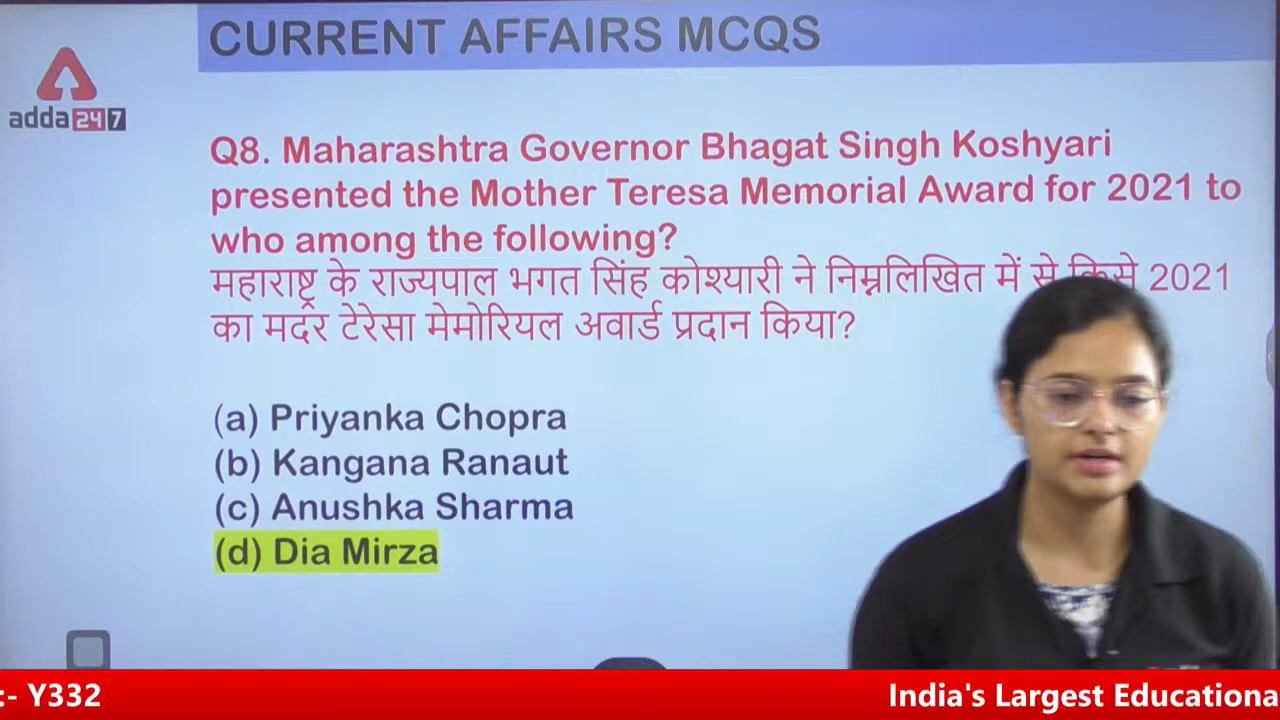 CURRENT AFFAIRS MCQS
adda247
Q8. Maharashtra Governor Bhagat Singh Koshyari
presented the Mother Teresa Memorial Award for 2021 to
who among the following?
महाराष्ट्र के राज्यपाल भगत सिंह कोश्यारी ने निम्नलिखित में से किसे 2021
का मदर टेरेसा मेमोरियल अवार्ड प्रदान किया?
(a) Priyanka Chopra
(b) Kangana Ranaut
(c) Anushka Sharma
(d) Dia Mirza
:- Y332 India's Largest Educationa